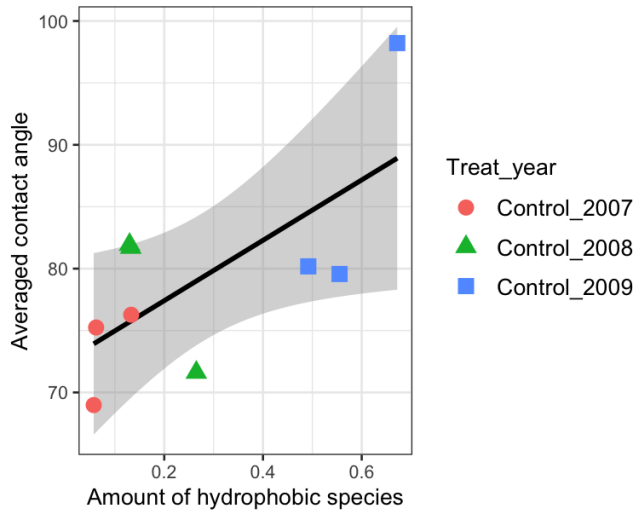 100
90
80
70
Averaged contact angle
0.2 0.4 0.6
Amount of hydrophobic species
Treat_year
Control_2007
Control_2008
Control_2009